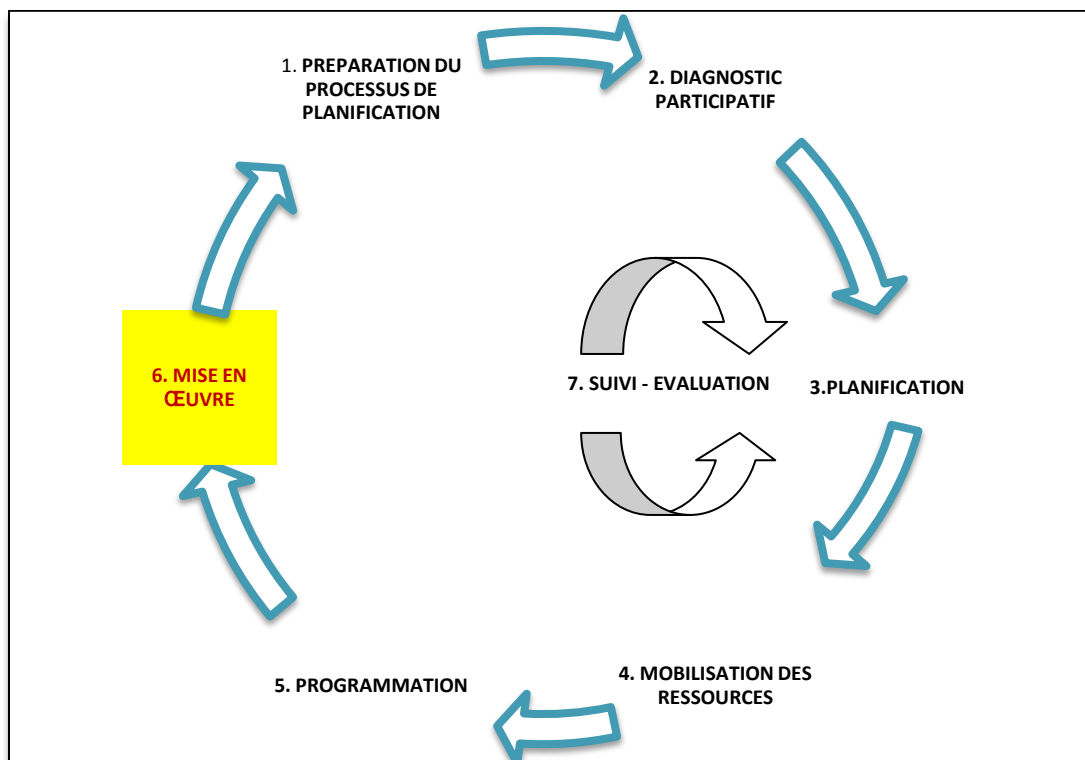 1. PREPARATION DU
PROCESSUS DE
PLANIFICATION
2. DIAGNOSTIC
PARTICIPATIF
3.PLANIFICATION
4. MOBILISATION DES
RESSOURCES
5. PROGRAMMATION
6. MISE EN
ŒUVRE
7. SUIVI - EVALUATION